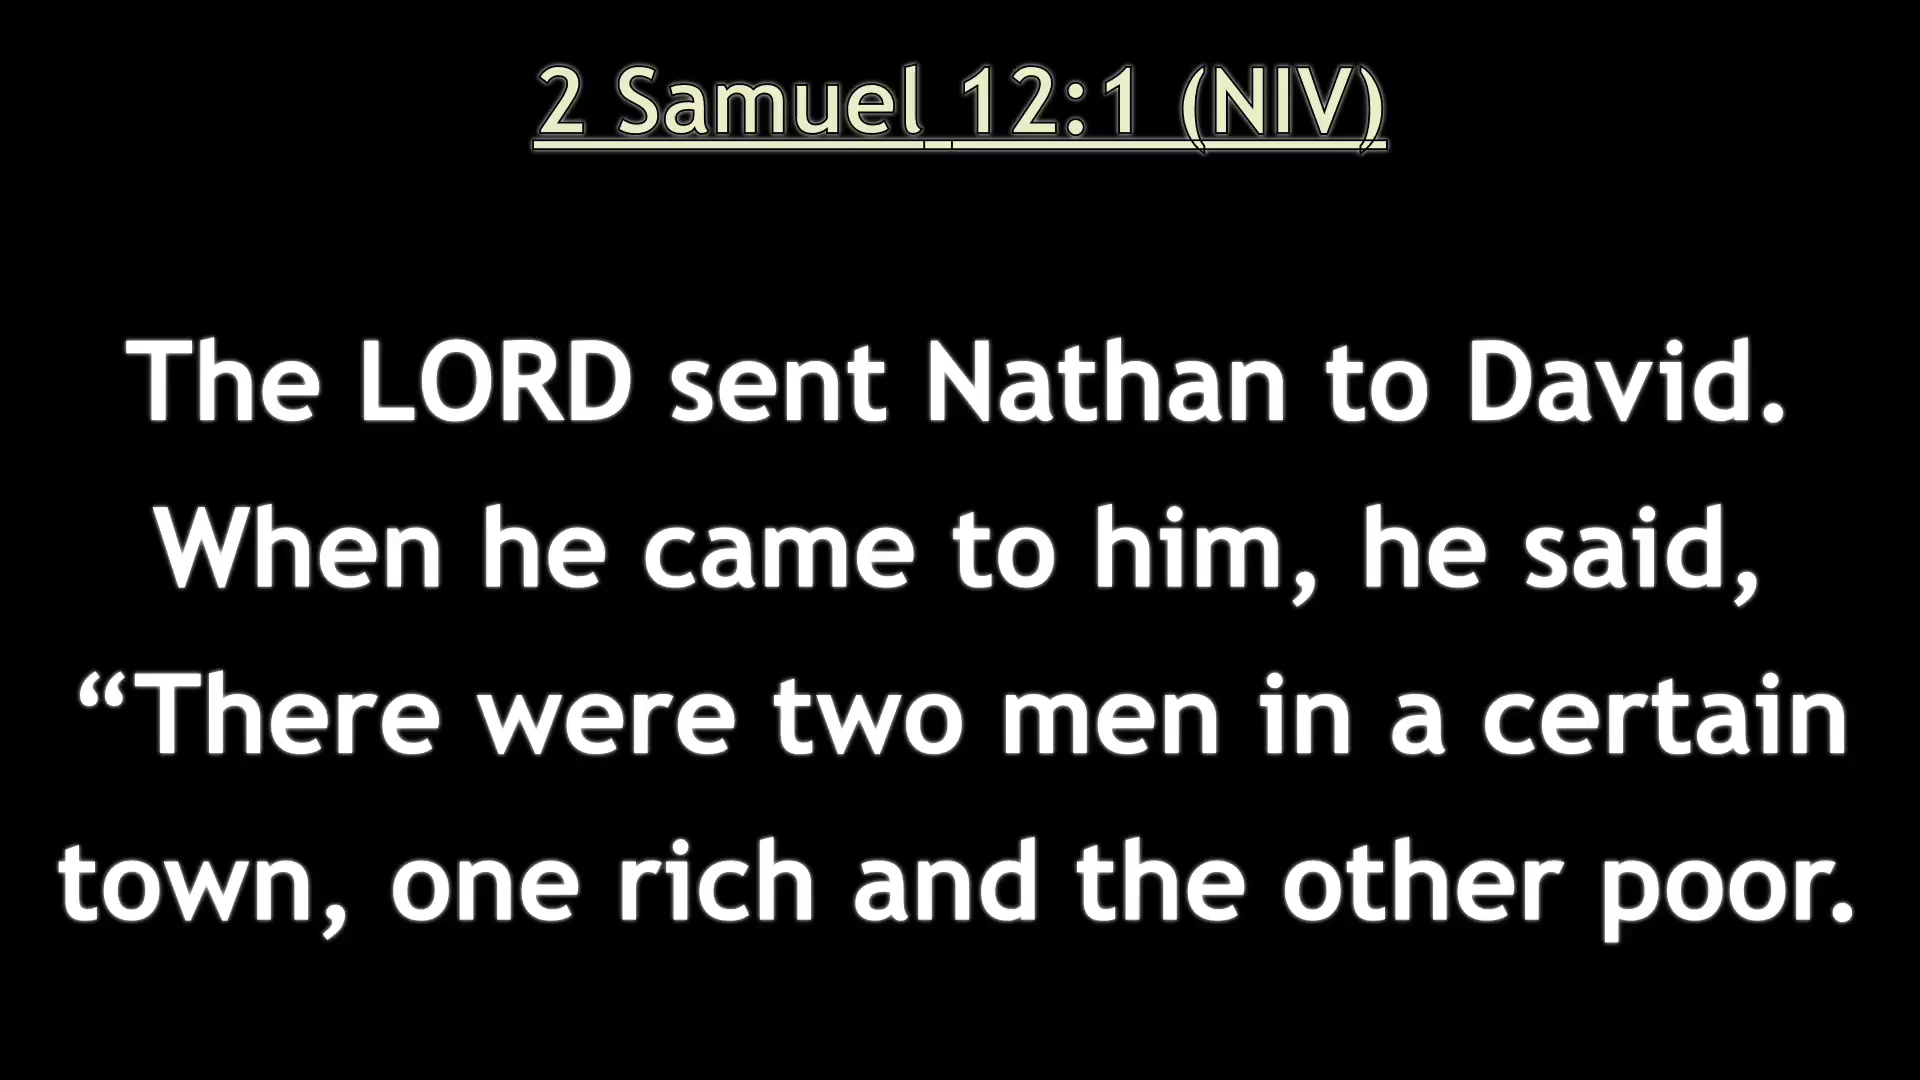 2 Samuel 12:1 (NIV)
The LORD sent Nathan to David.
When he came to him, he said,
“There were two men in a certain
town, one rich and the other poor.